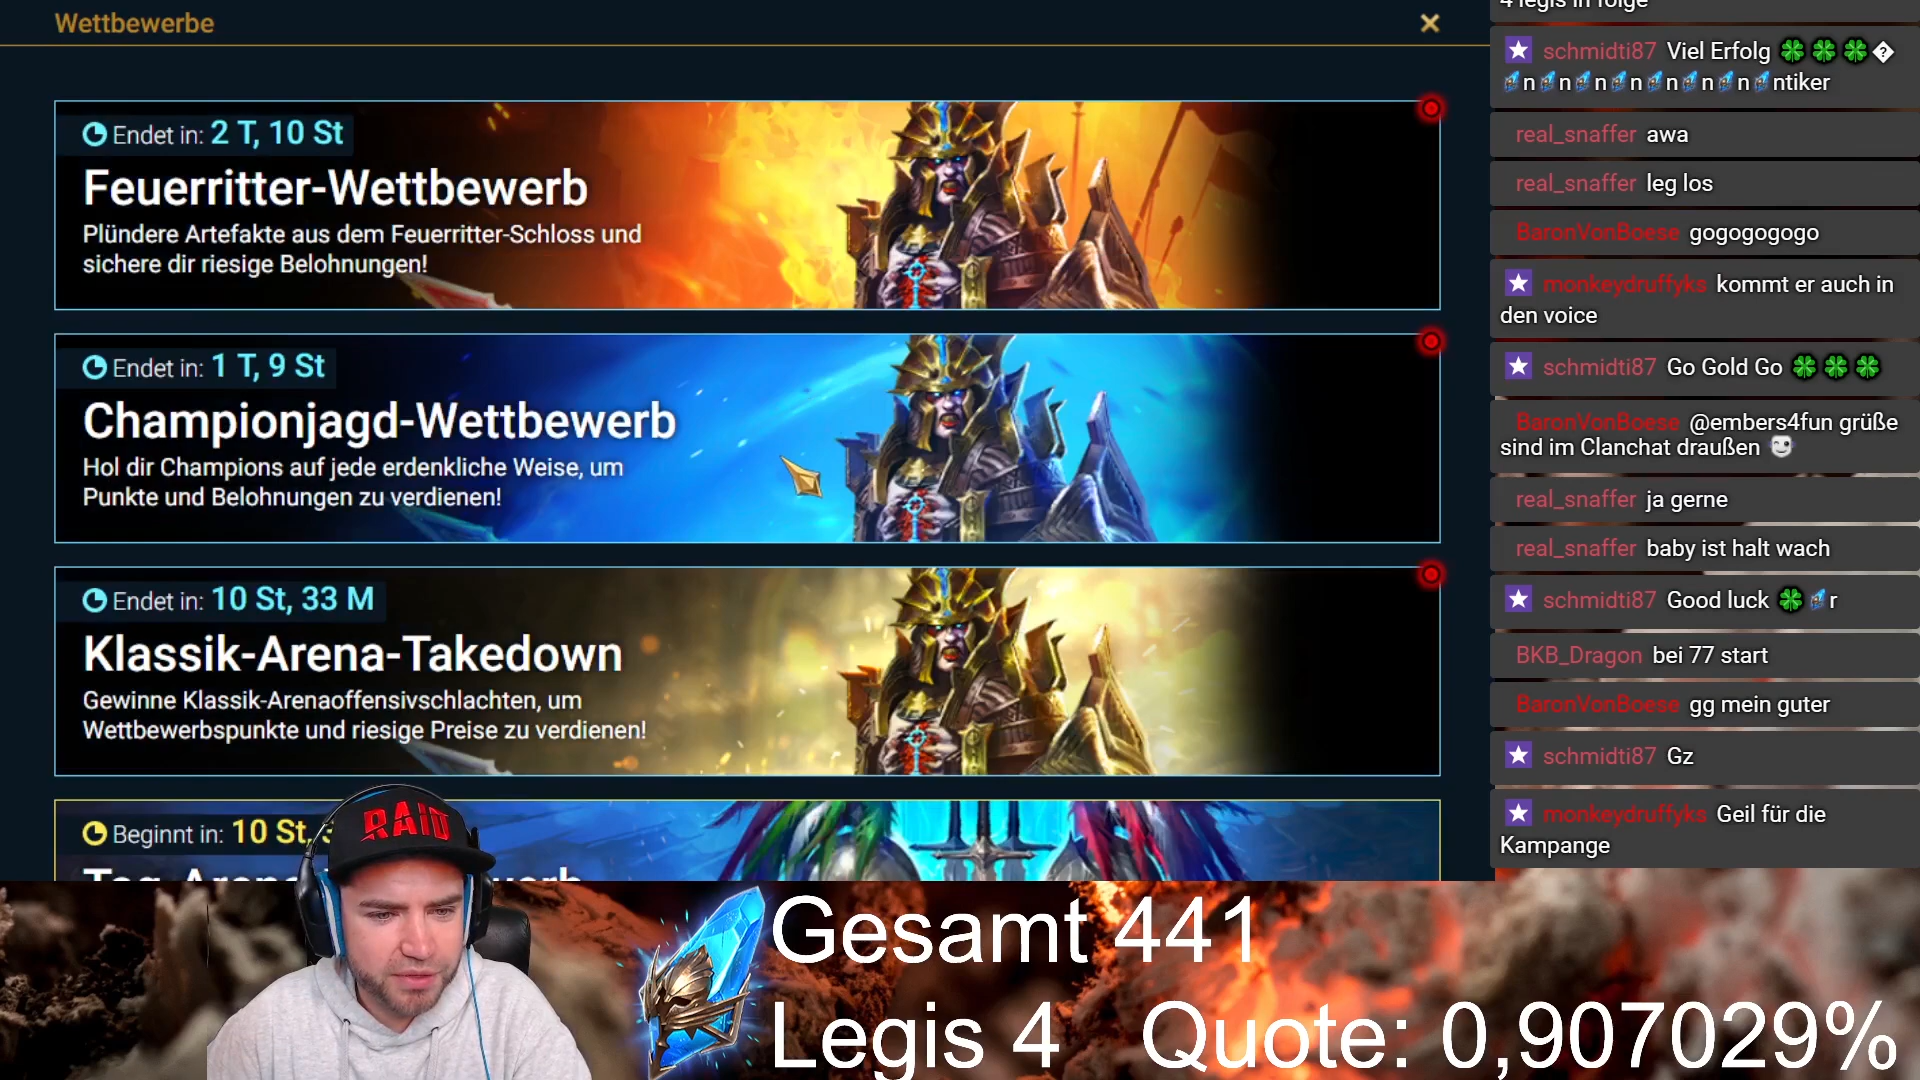 Wettbewerbe
Endet in: 2 T, 10 St
Feuerritter-Wettbewerb
Plündere Artefakte aus dem Feuerritter-Schloss und
sichere dir riesige Belohnungen!
Endet in: 1 T, 9 St
Championjagd-Wettbewerb
Hol dir Champions auf jede erdenkliche Weise, um
Punkte und Belohnungen zu verdienen!
Endet in: 10 St, 33 M
Klassik-Arena-Takedown
Gewinne Klassik-Arenaoffensivschlachten, um
Wettbewerbspunkte und riesige Preise zu verdienen!
Beginnt in: 10 St,
RAID
Gesamt 441
Legis 4 Quote: 0,907029%
4 legis in folge
schmidti87 Viel Erfolg 🍀🍀🍀�
n n n n n n n ntiker
real_snaffer awa
real_snaffer leg los
BaronVonBoese gogogogogo
monkeydruffyks kommt er auch in
den voice
schmidti87 Go Gold Go 🍀🍀🍀
BaronVonBoese @embers4fun grüße
sind im Clanchat draußen
real_snaffer ja gerne
real_snaffer baby ist halt wach
schmidti87 Good luck 🍀 r
BKB_Dragon bei 77 start
BaronVonBoese gg mein guter
schmidti87 Gz
monkeydruffyks Geil für die
Kampange